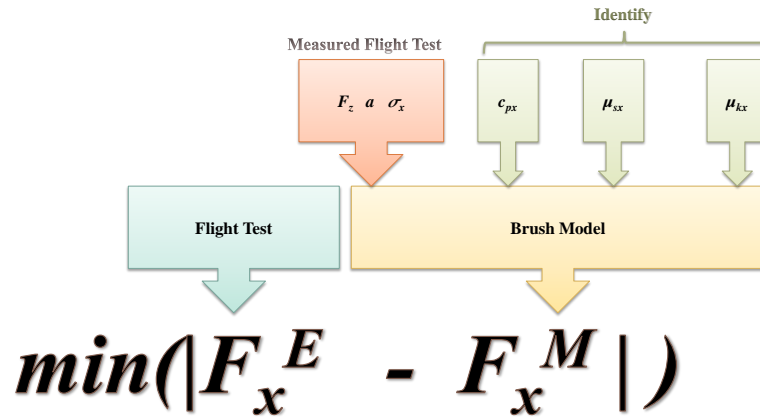 Identify
Measured Flight Test
F_z a σ_x c_px μ_sx μ_kx
Flight Test Brush Model
min(|F_x^E - F_x^M|)